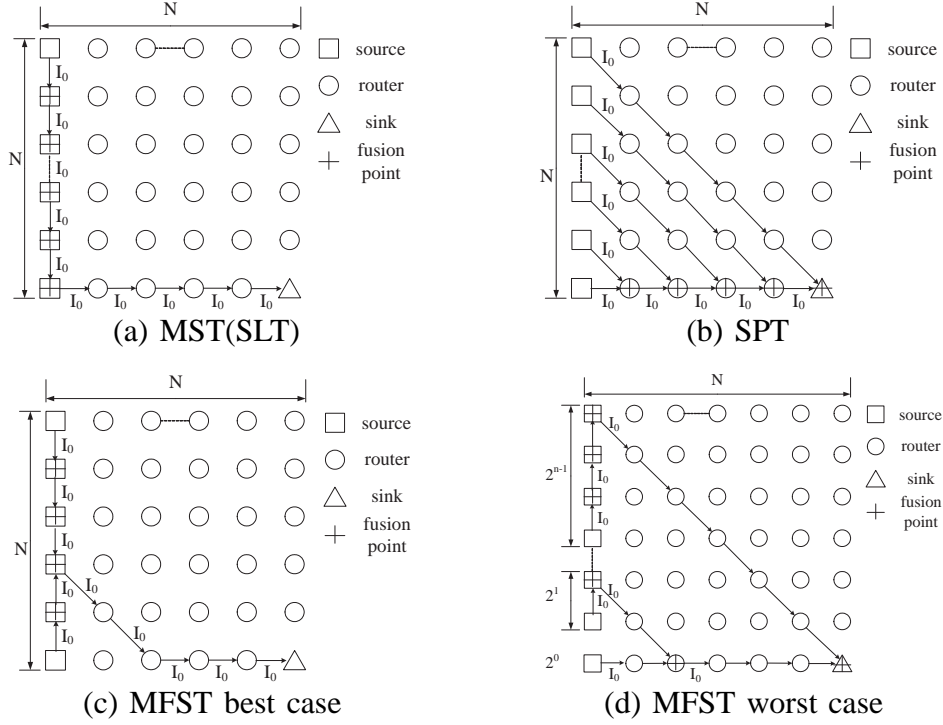 N
N
I₀
I₀
I₀
I₀
I₀
I₀ I₀ I₀ I₀ I₀
source
router
sink
fusion
point
(a) MST(SLT)
N
N
I₀
I₀
I₀
I₀
I₀
I₀ I₀ I₀ I₀ I₀
source
router
sink
fusion
point
(b) SPT
N
N
I₀
I₀
I₀
I₀ I₀
I₀ I₀
I₀ I₀ I₀
source
router
sink
fusion
point
(c) MFST best case
N
2ⁿ⁻¹
2¹
2⁰
I₀ I₀
I₀
I₀
I₀ I₀
I₀ I₀
source
router
sink
fusion
point
(d) MFST worst case